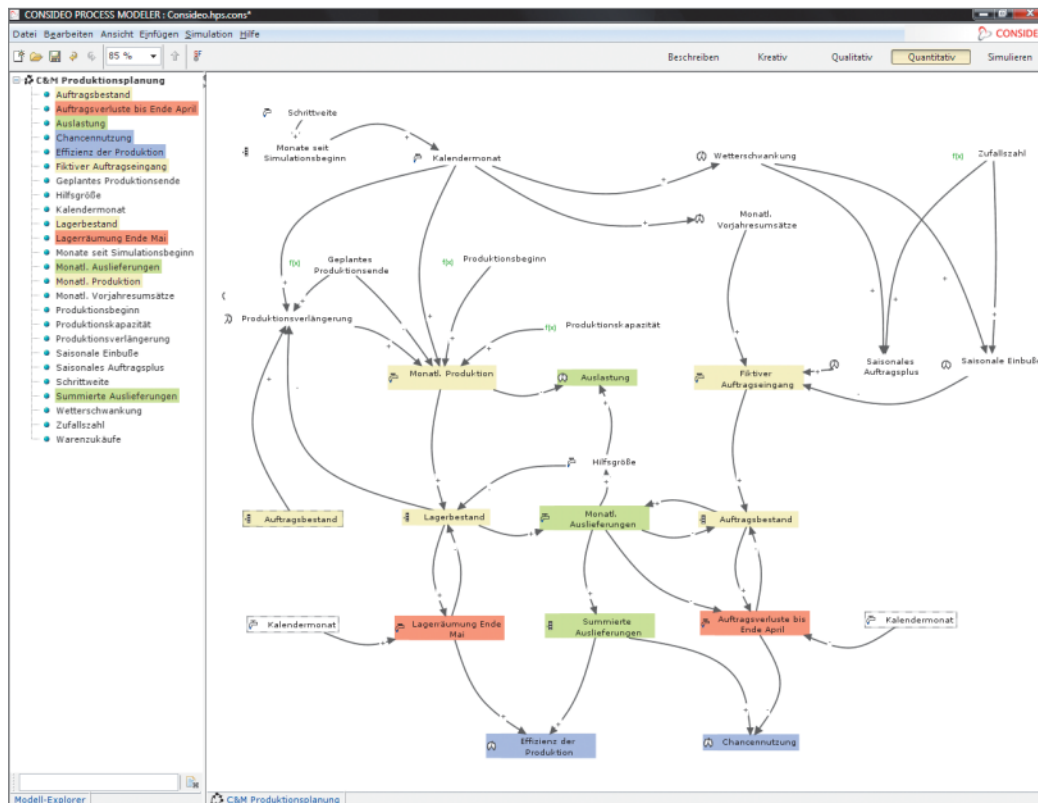 CONSIDEO PROCESS MODELER : Consideo.hps.cons*
Datei Bearbeiten Ansicht Einfügen Simulation Hilfe
CONSIDEO
85 %
Beschreiben Kreativ Qualitativ Quantitativ Simulieren
C&M Produktionsplanung
Auftragsbestand
Auftragsverluste bis Ende April
Auslastung
Chancennutzung
Effizienz der Produktion
Fiktiver Auftragseingang
Geplantes Produktionsende
Hilfsgröße
Kalendermonat
Lagerbestand
Lagerräumung Ende Mai
Monate seit Simulationsbeginn
Monatl. Auslieferungen
Monatl. Produktion
Monatl. Vorjahresumsätze
Produktionsbeginn
Produktionskapazität
Produktionsverlängerung
Saisonale Einbuße
Saisonales Auftragsplus
Schrittweite
Summierte Auslieferungen
Wetterschwankung
Zufallszahl
Warenzukäufe
Modell-Explorer
Schrittweite
Monate seit
Simulationsbeginn
Kalendermonat
Wetterschwankung
f(x) Zufallszahl
Monatl.
Vorjahresumsätze
f(x) Geplantes
Produktionsende
f(x) Produktionsbeginn
Produktionsverlängerung
f(x) Produktionskapazität
Monatl. Produktion
Auslastung
Fiktiver
Auftragseingang
Saisonales
Auftragsplus
Saisonale Einbuße
Hilfsgröße
Auftragsbestand
Lagerbestand
Monatl.
Auslieferungen
Auftragsbestand
Kalendermonat
Lagerräumung Ende
Mai
Summierte
Auslieferungen
Auftragsverluste bis
Ende April
Kalendermonat
Effizienz der
Produktion
Chancennutzung
C&M Produktionsplanung